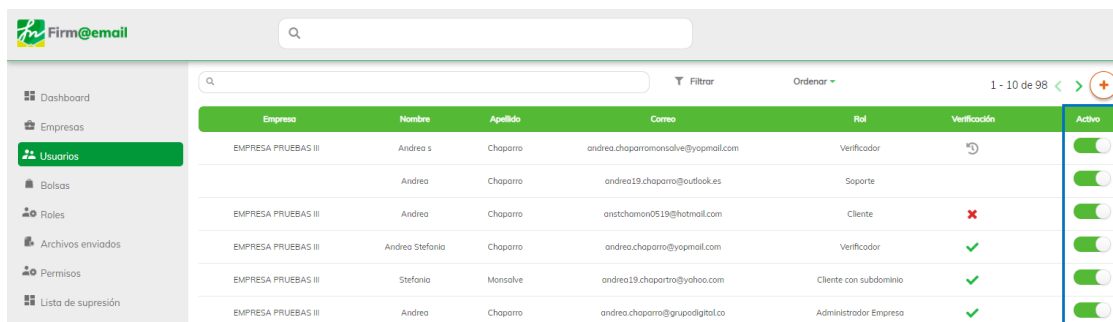 Firm@email
Filtrar Ordenar 1 - 10 de 98 +
Dashboard
Empresas
Usuarios
Bolsas
Roles
Archivos enviados
Permisos
Lista de supresión
Empresa Nombre Apellido Correo Rol Verificación Activo
EMPRESA PRUEBAS III Andrea s Chaparro andrea.chaparromonsalve@yopmail.com Verificador
Andrea Chaparro andrea19.chaparro@outlook.es Soporte
EMPRESA PRUEBAS III Andrea Chaparro anstchamon0519@hotmail.com Cliente
EMPRESA PRUEBAS III Andrea Stefania Chaparro andrea.chaparro@yopmail.com Verificador
EMPRESA PRUEBAS III Stefania Monsalve andrea19.chapartro@yahoo.com Cliente con subdominio
EMPRESA PRUEBAS III Andrea Chaparro andrea.chaparro@grupodigital.co Administrador Empresa